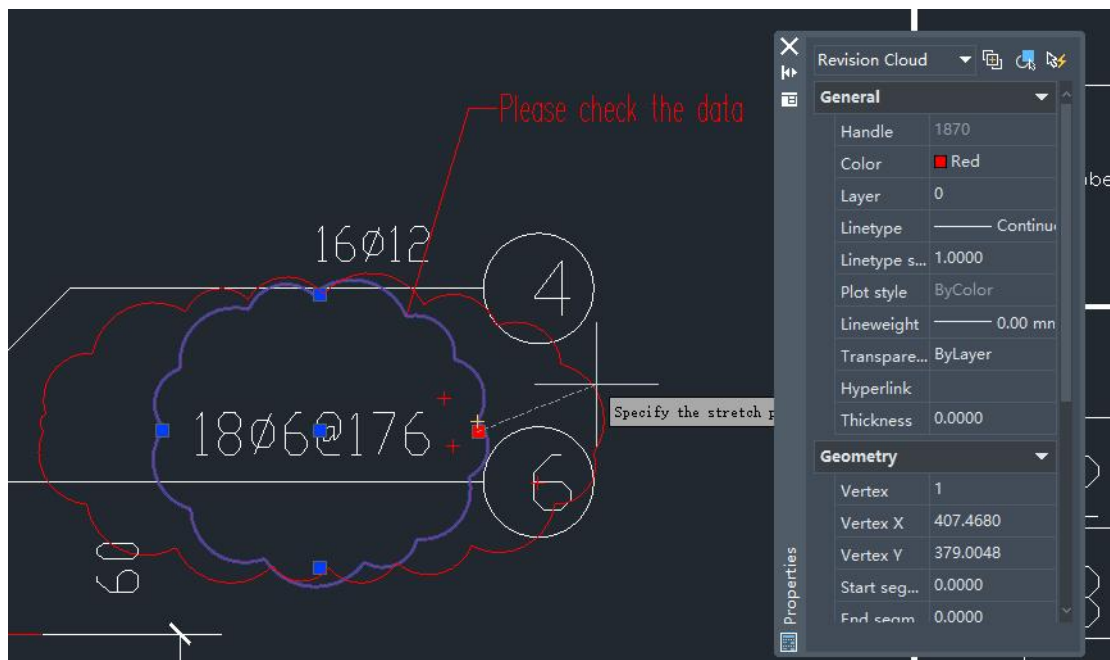 Please check the data
16ø12
4
18ø6@176
6
60
Specify the stretch p
Properties
Revision Cloud
General
Handle 1870
Color Red
Layer 0
Linetype Continu
Linetype s... 1.0000
Plot style ByColor
Lineweight 0.00 mm
Transpare... ByLayer
Hyperlink
Thickness 0.0000
Geometry
Vertex 1
Vertex X 407.4680
Vertex Y 379.0048
Start seg... 0.0000
End segm 0.0000